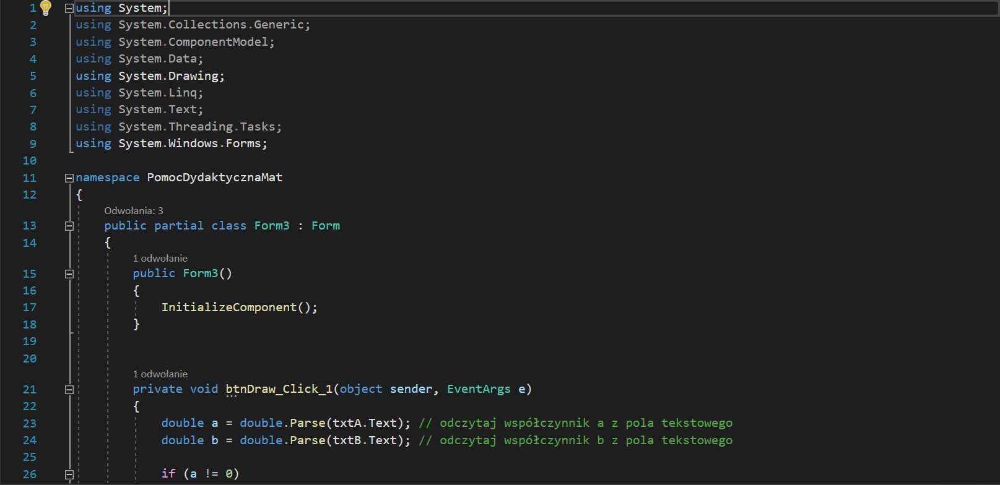 1 using System;
2 using System.Collections.Generic;
3 using System.ComponentModel;
4 using System.Data;
5 using System.Drawing;
6 using System.Linq;
7 using System.Text;
8 using System.Threading.Tasks;
9 using System.Windows.Forms;
10
11 namespace PomocDydaktycznaMat
12 {
Odwołania: 3
13 public partial class Form3 : Form
14 {
1 odwołanie
15 public Form3()
16 {
17 InitializeComponent();
18 }
19
20
1 odwołanie
21 private void btnDraw_Click_1(object sender, EventArgs e)
22 {
23 double a = double.Parse(txtA.Text); // odczytaj współczynnik a z pola tekstowego
24 double b = double.Parse(txtB.Text); // odczytaj współczynnik b z pola tekstowego
25
26 if (a != 0)